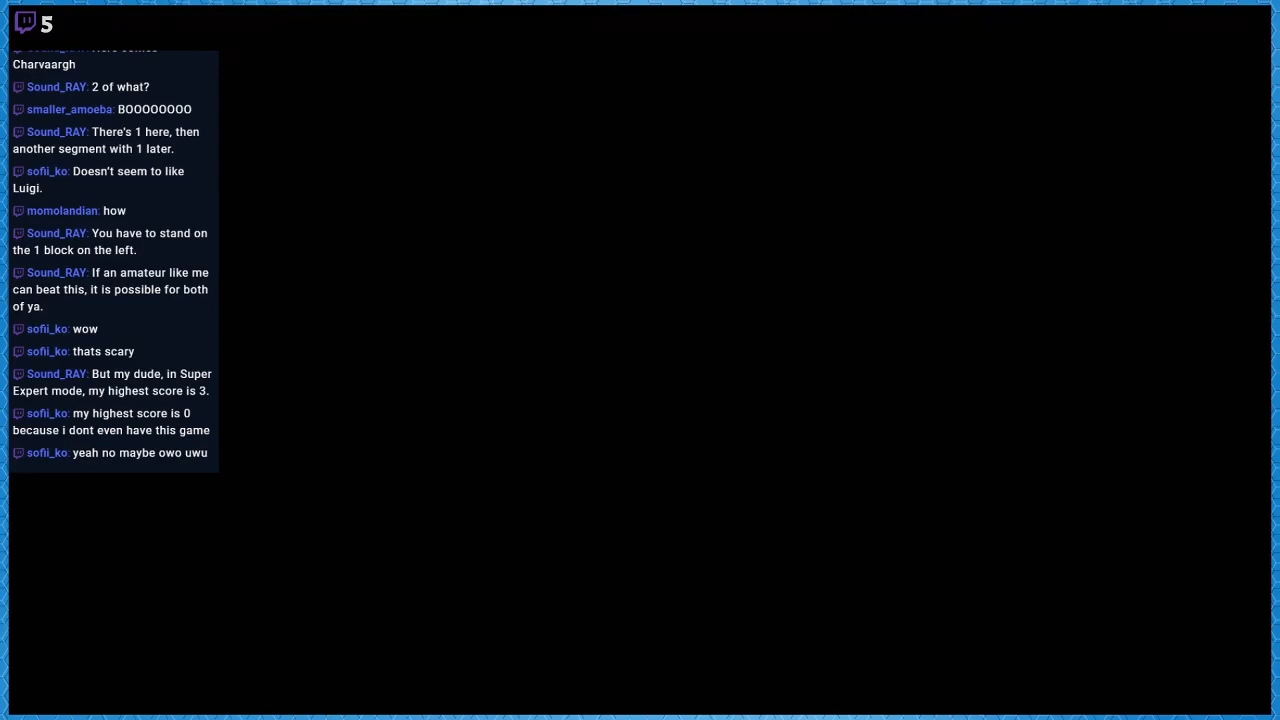 5
Charvaargh
Sound_RAY: 2 of what?
smaller_amoeba: BOOOOOOOO
Sound_RAY: There's 1 here, then
another segment with 1 later.
sofii_ko: Doesn't seem to like
Luigi.
momolandian: how
Sound_RAY: You have to stand on
the 1 block on the left.
Sound_RAY: If an amateur like me
can beat this, it is possible for both
of ya.
sofii_ko: wow
sofii_ko: thats scary
Sound_RAY: But my dude, in Super
Expert mode, my highest score is 3.
sofii_ko: my highest score is 0
because i dont even have this game
sofii_ko: yeah no maybe owo uwu